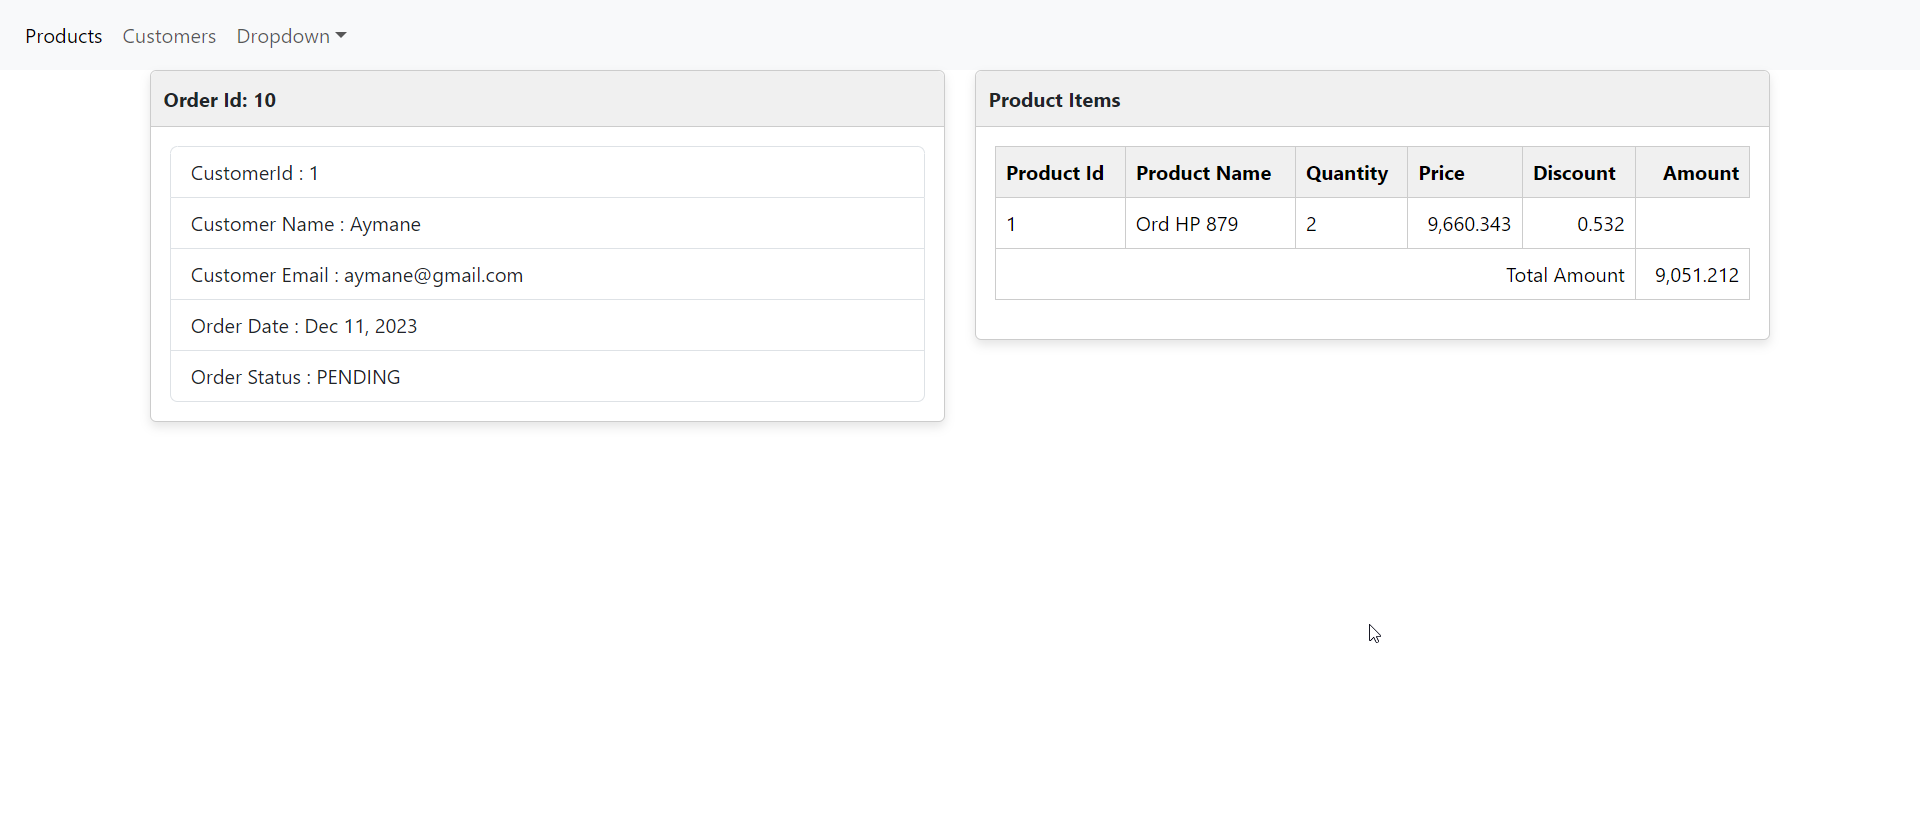 Products Customers Dropdown
Order Id: 10
CustomerId : 1
Customer Name : Aymane
Customer Email : aymane@gmail.com
Order Date : Dec 11, 2023
Order Status : PENDING
Product Items
Product Id Product Name Quantity Price Discount Amount
1 Ord HP 879 2 9,660.343 0.532
Total Amount 9,051.212